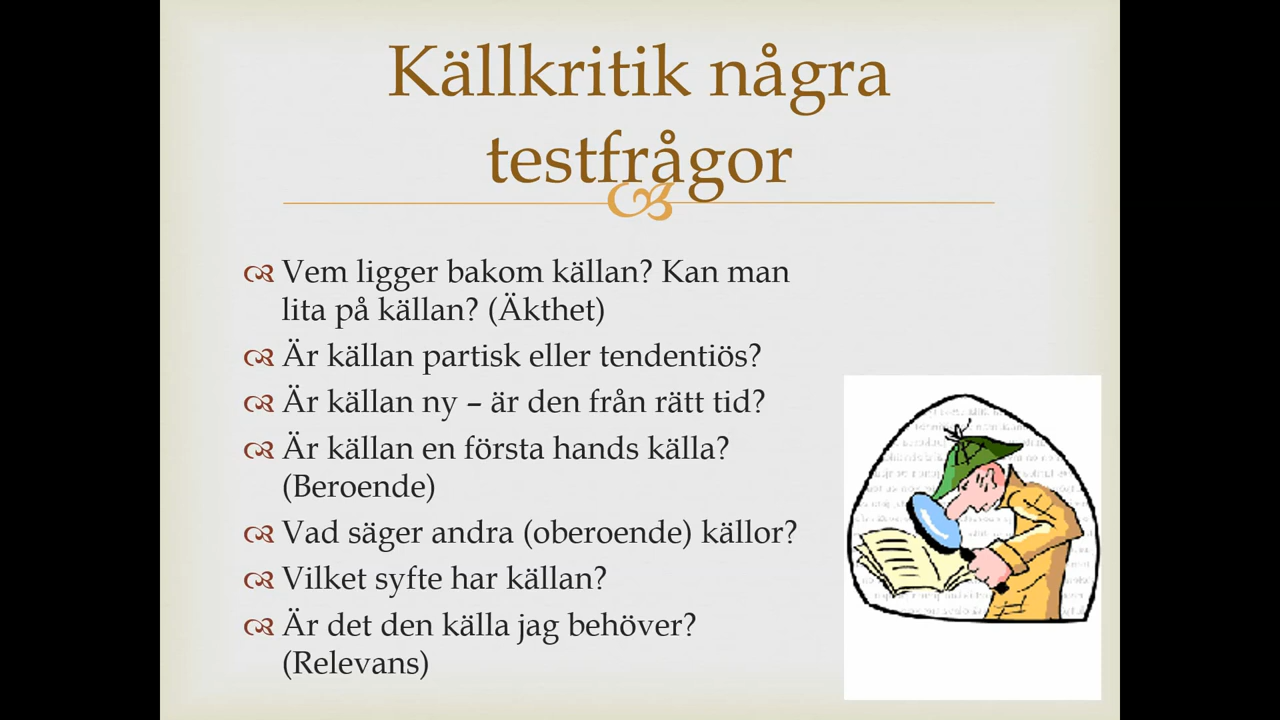 Källkritik några
testfrågor
Vem ligger bakom källan? Kan man
lita på källan? (Äkthet)
Är källan partisk eller tendentiös?
Är källan ny – är den från rätt tid?
Är källan en första hands källa?
(Beroende)
Vad säger andra (oberoende) källor?
Vilket syfte har källan?
Är det den källa jag behöver?
(Relevans)